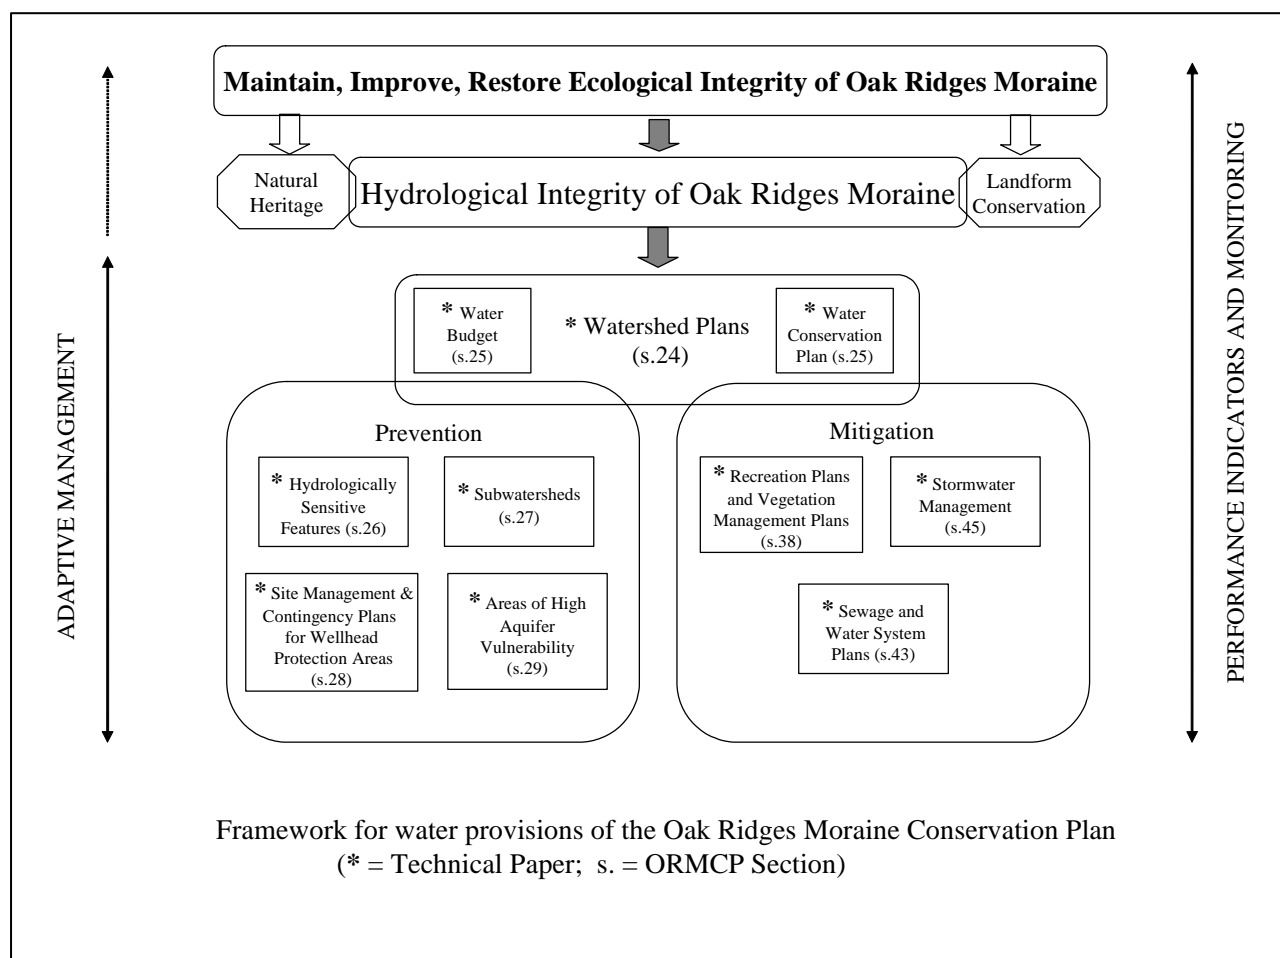 Maintain, Improve, Restore Ecological Integrity of Oak Ridges Moraine
Natural
Heritage
Hydrological Integrity of Oak Ridges Moraine
Landform
Conservation
* Water
Budget
(s.25)
* Watershed Plans
(s.24)
* Water
Conservation
Plan (s.25)
Prevention
* Hydrologically
Sensitive
Features (s.26)
* Subwatersheds
(s.27)
* Site Management &
Contingency Plans
for Wellhead
Protection Areas
(s.28)
* Areas of High
Aquifer
Vulnerability
(s.29)
Mitigation
* Recreation Plans
and Vegetation
Management Plans
(s.38)
* Stormwater
Management
(s.45)
* Sewage and
Water System
Plans (s.43)
ADAPTIVE MANAGEMENT
PERFORMANCE INDICATORS AND MONITORING
Framework for water provisions of the Oak Ridges Moraine Conservation Plan
(* = Technical Paper; s. = ORMCP Section)